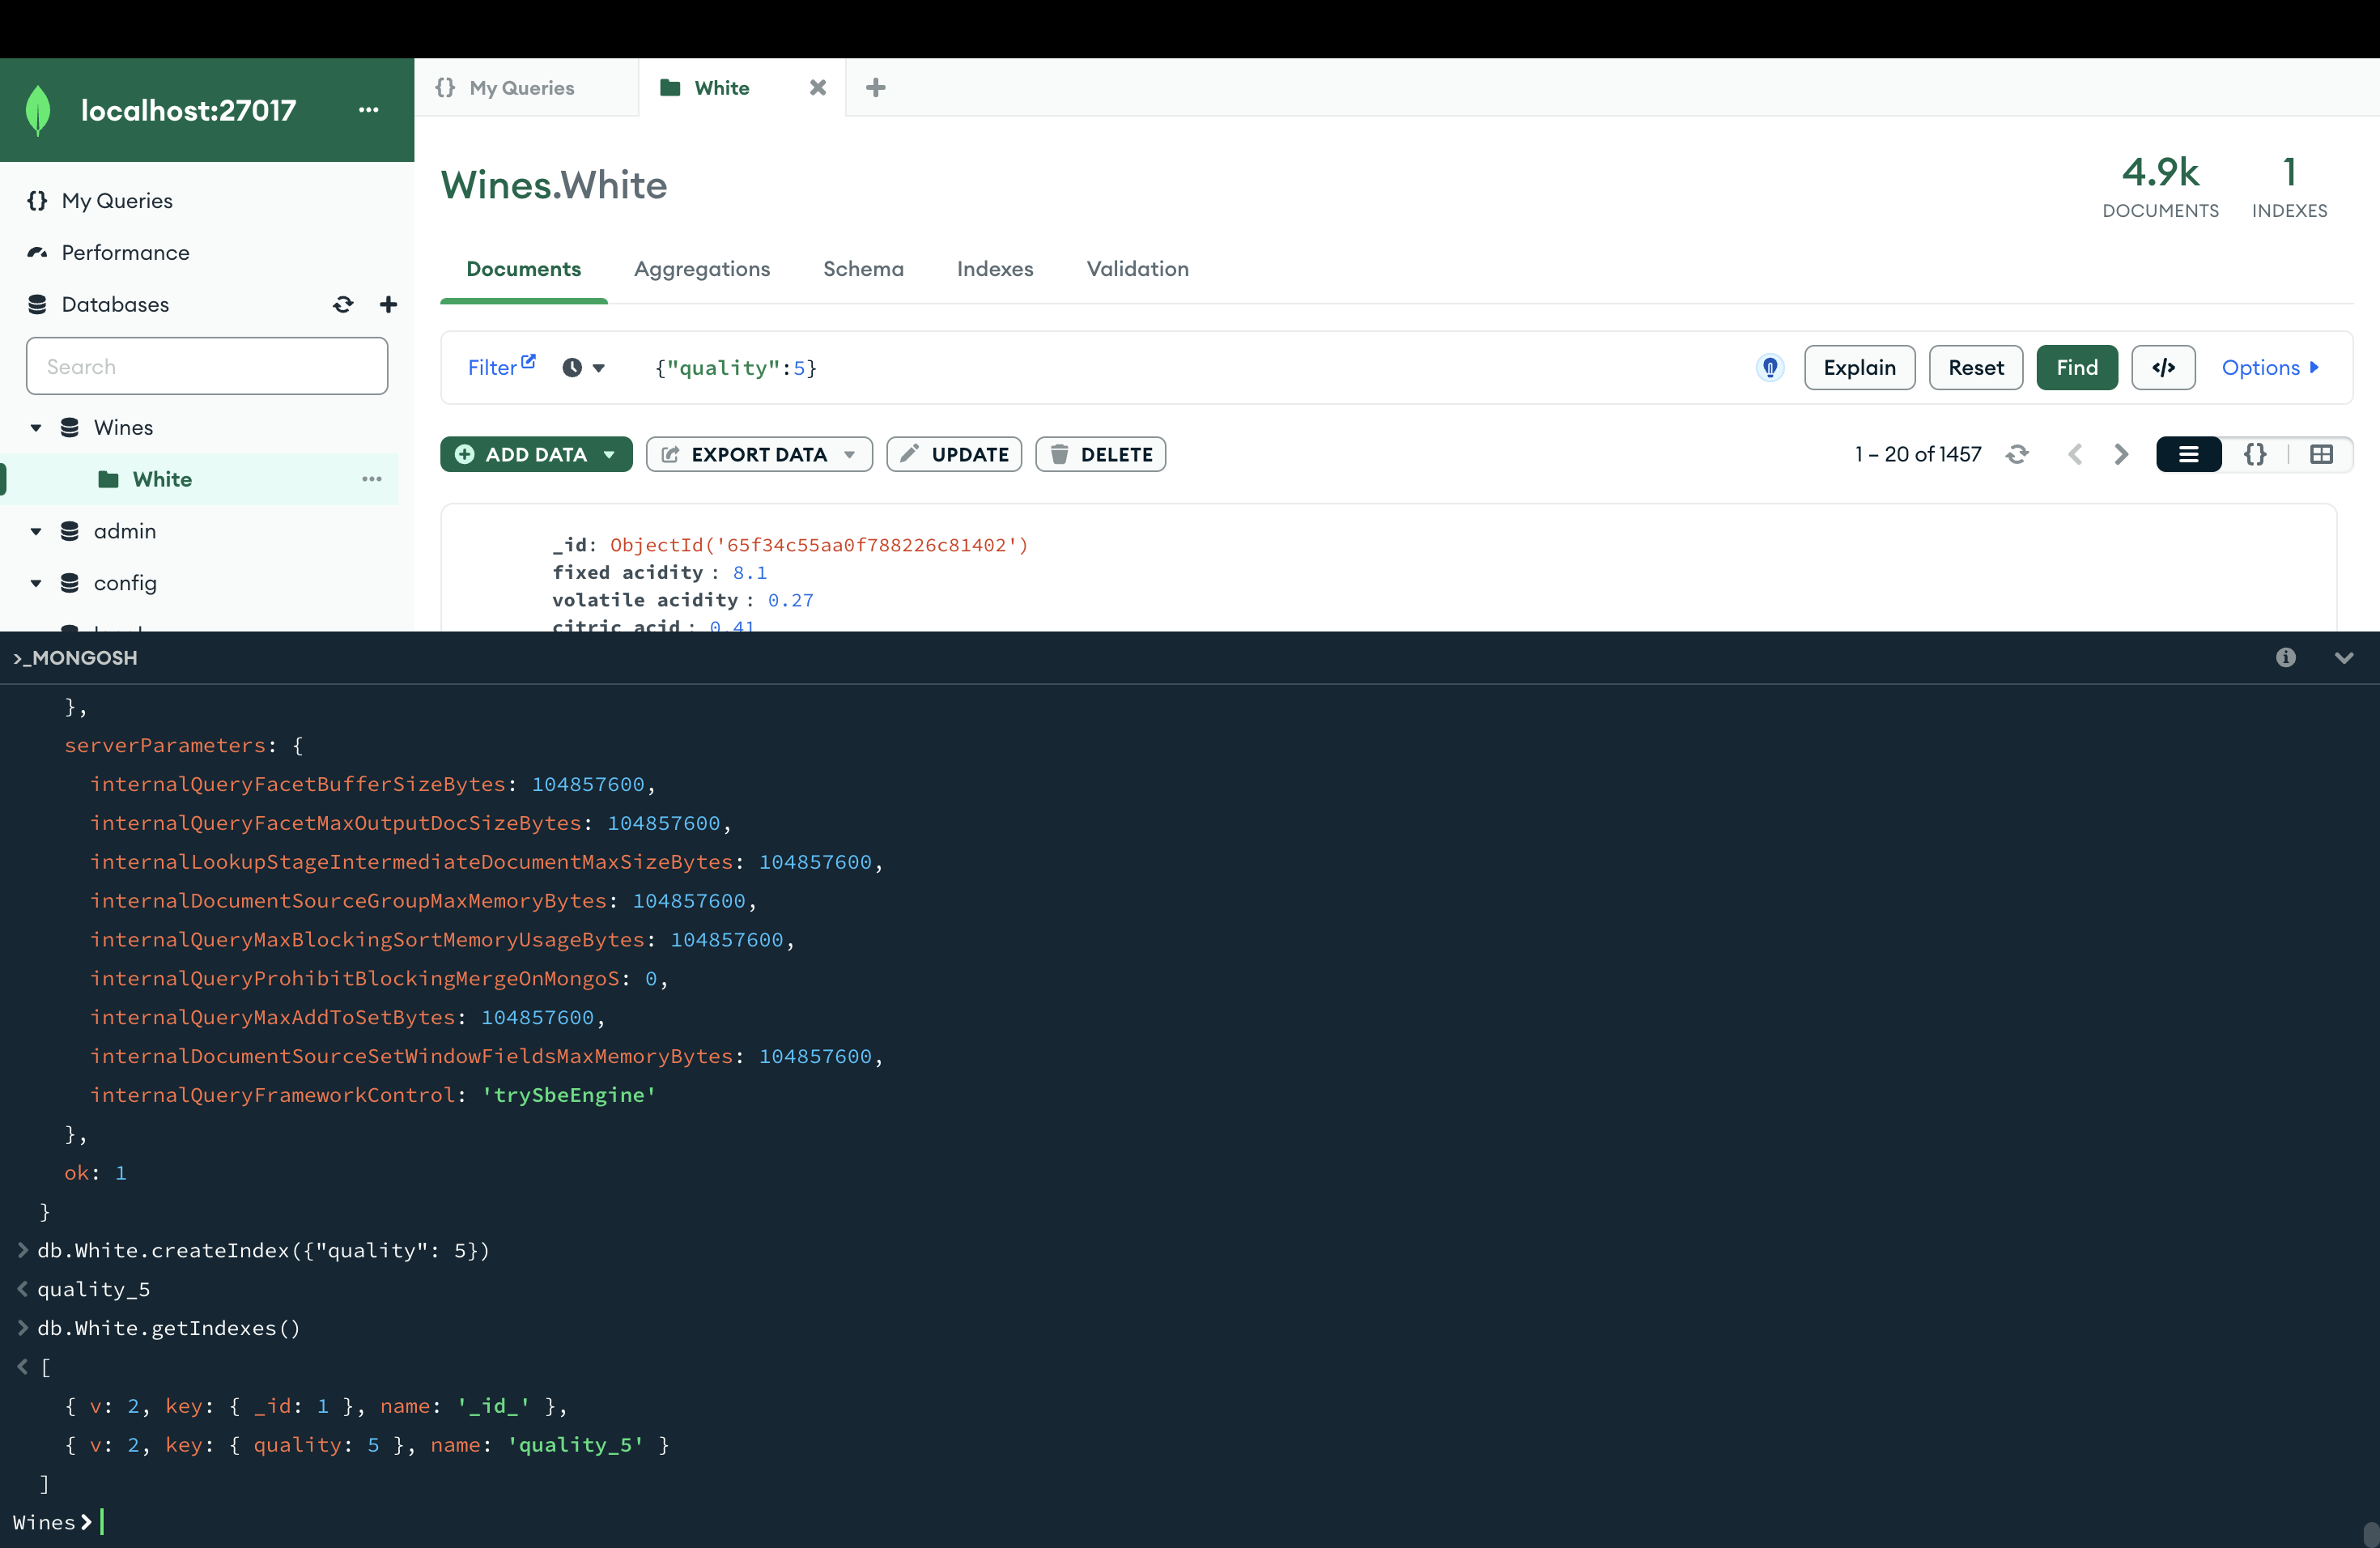 localhost:27017
My Queries
Performance
Databases
Search
Wines
White
admin
config
My Queries
White
Wines.White
4.9k
DOCUMENTS
1
INDEXES
Documents
Aggregations
Schema
Indexes
Validation
Filter
{"quality":5}
Explain
Reset
Find
</>
Options
ADD DATA
EXPORT DATA
UPDATE
DELETE
1 – 20 of 1457
{}
_id: ObjectId('65f34c55aa0f788226c81402')
fixed acidity : 8.1
volatile acidity : 0.27
citric acid : 0.41
>_MONGOSH
},
serverParameters: {
internalQueryFacetBufferSizeBytes: 104857600,
internalQueryFacetMaxOutputDocSizeBytes: 104857600,
internalLookupStageIntermediateDocumentMaxSizeBytes: 104857600,
internalDocumentSourceGroupMaxMemoryBytes: 104857600,
internalQueryMaxBlockingSortMemoryUsageBytes: 104857600,
internalQueryProhibitBlockingMergeOnMongoS: 0,
internalQueryMaxAddToSetBytes: 104857600,
internalDocumentSourceSetWindowFieldsMaxMemoryBytes: 104857600,
internalQueryFrameworkControl: 'trySbeEngine'
},
ok: 1
}
> db.White.createIndex({"quality": 5})
< quality_5
> db.White.getIndexes()
< [
{ v: 2, key: { _id: 1 }, name: '_id_' },
{ v: 2, key: { quality: 5 }, name: 'quality_5' }
]
Wines>